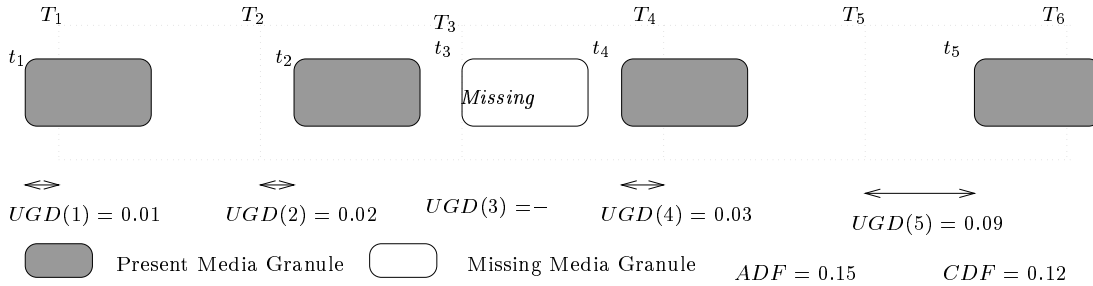 T1 T2 T3 T4 T5 T6
t1 t2 t3 t4 t5
Missing
UGD(1) = 0.01 UGD(2) = 0.02 UGD(3) =− UGD(4) = 0.03 UGD(5) = 0.09
Present Media Granule Missing Media Granule ADF = 0.15 CDF = 0.12